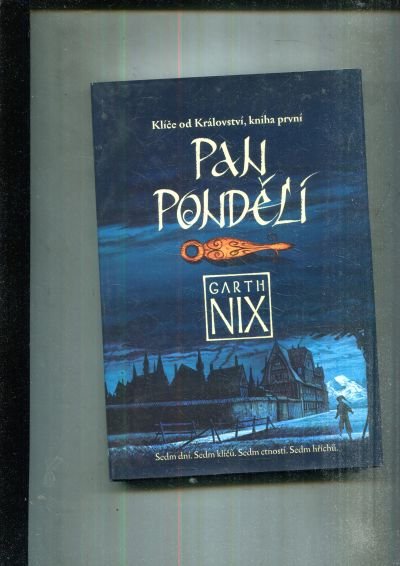 Klíče od Království, kniha první
PAN
PONDĚLÍ
GARTH
NIX
Sedm dní. Sedm klíčů. Sedm ctností. Sedm hříchů.